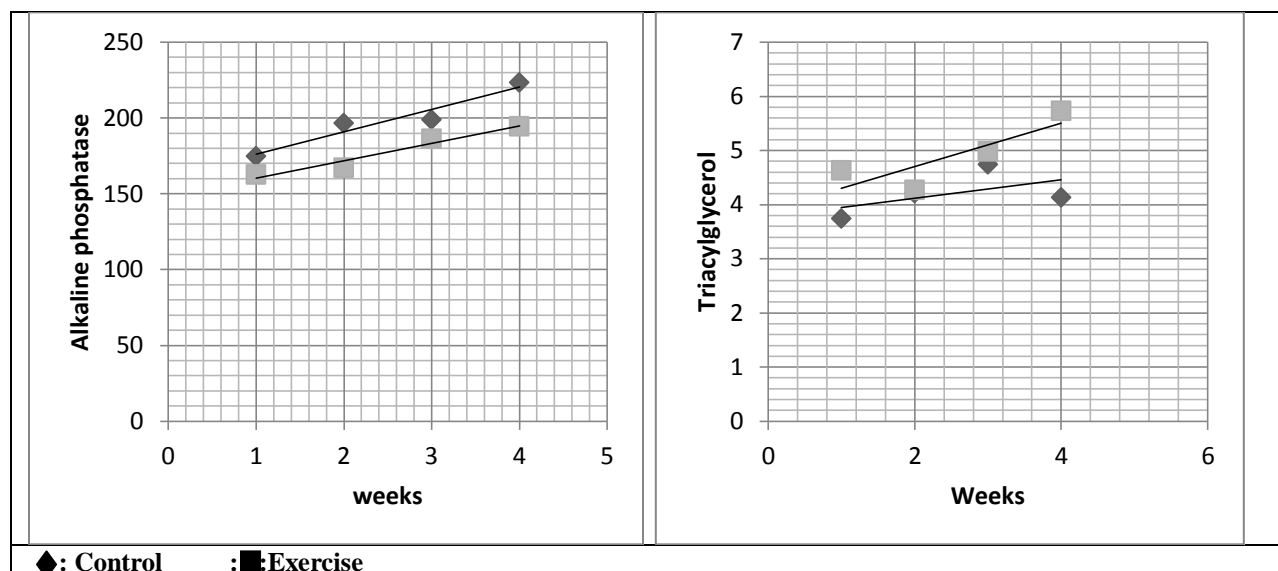 250
200
150
100
50
0
0 1 2 3 4 5
Alkaline phosphatase
weeks
7
6
5
4
3
2
1
0
0 2 4 6
Triacylglycerol
Weeks
◆: Control :■:Exercise